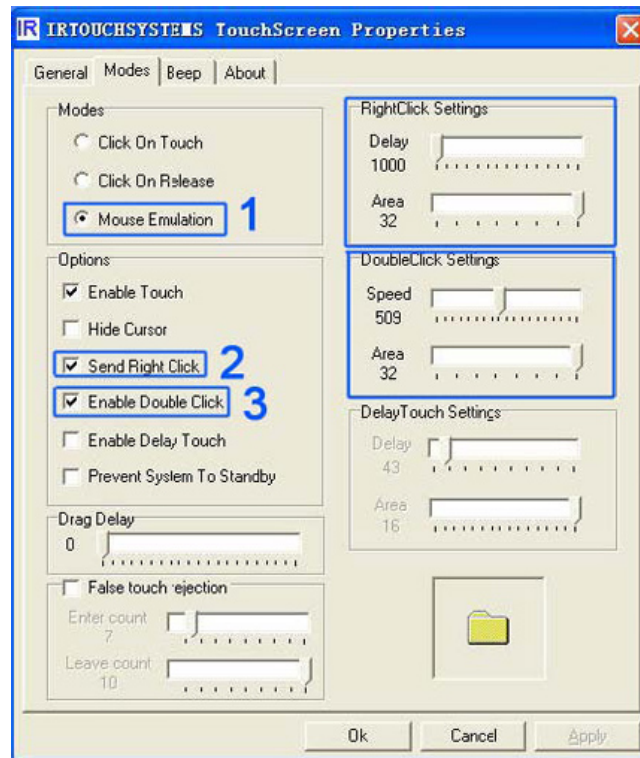 IR IRTOUCHSYSTEMS TouchScreen Properties
General Modes Beep About
Modes
Click On Touch
Click On Release
Mouse Emulation 1
Options
Enable Touch
Hide Cursor
Send Right Click 2
Enable Double Click 3
Enable Delay Touch
Prevent System To Standby
Drag Delay
0
False touch rejection
Enter count
7
Leave count
10
RightClick Settings
Delay
1000
Area
32
DoubleClick Settings
Speed
509
Area
32
DelayTouch Settings
Delay
43
Area
16
Ok Cancel Apply